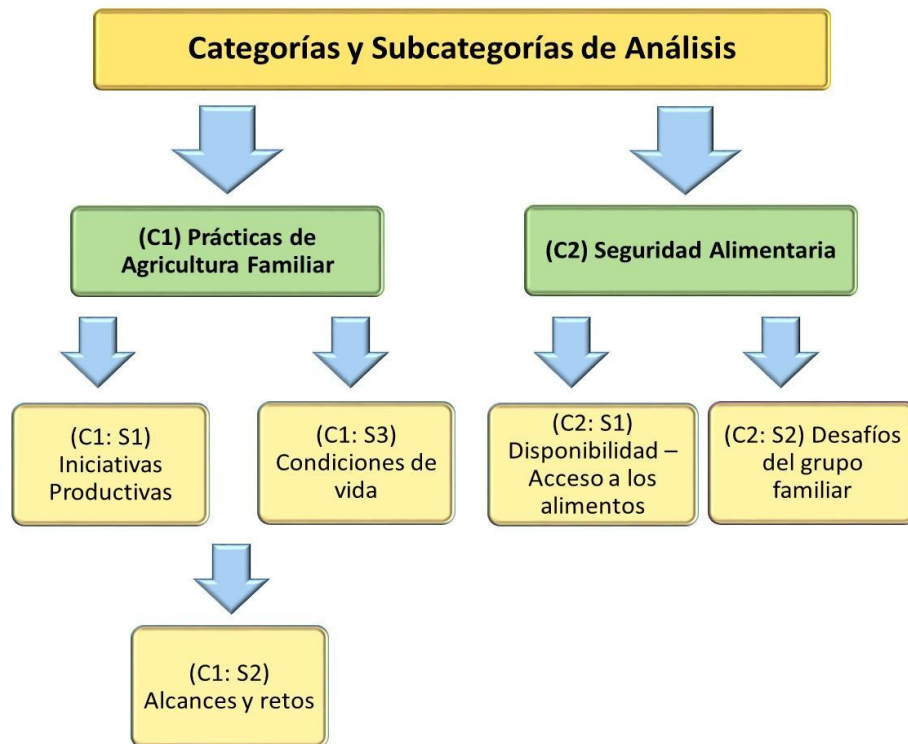 Categorías y Subcategorías de Análisis
(C1) Prácticas de
Agricultura Familiar
(C2) Seguridad Alimentaria
(C1: S1)
Iniciativas
Productivas
(C1: S3)
Condiciones de
vida
(C2: S1)
Disponibilidad –
Acceso a los
alimentos
(C2: S2) Desafíos
del grupo
familiar
(C1: S2)
Alcances y retos